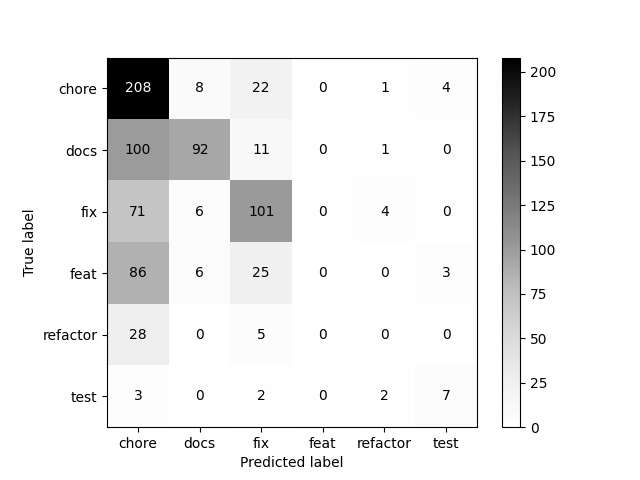 chore 208 8 22 0 1 4
docs 100 92 11 0 1 0
fix 71 6 101 0 4 0
feat 86 6 25 0 0 3
refactor 28 0 5 0 0 0
test 3 0 2 0 2 7
chore docs fix feat refactor test
Predicted label
True label
200
175
150
125
100
75
50
25
0